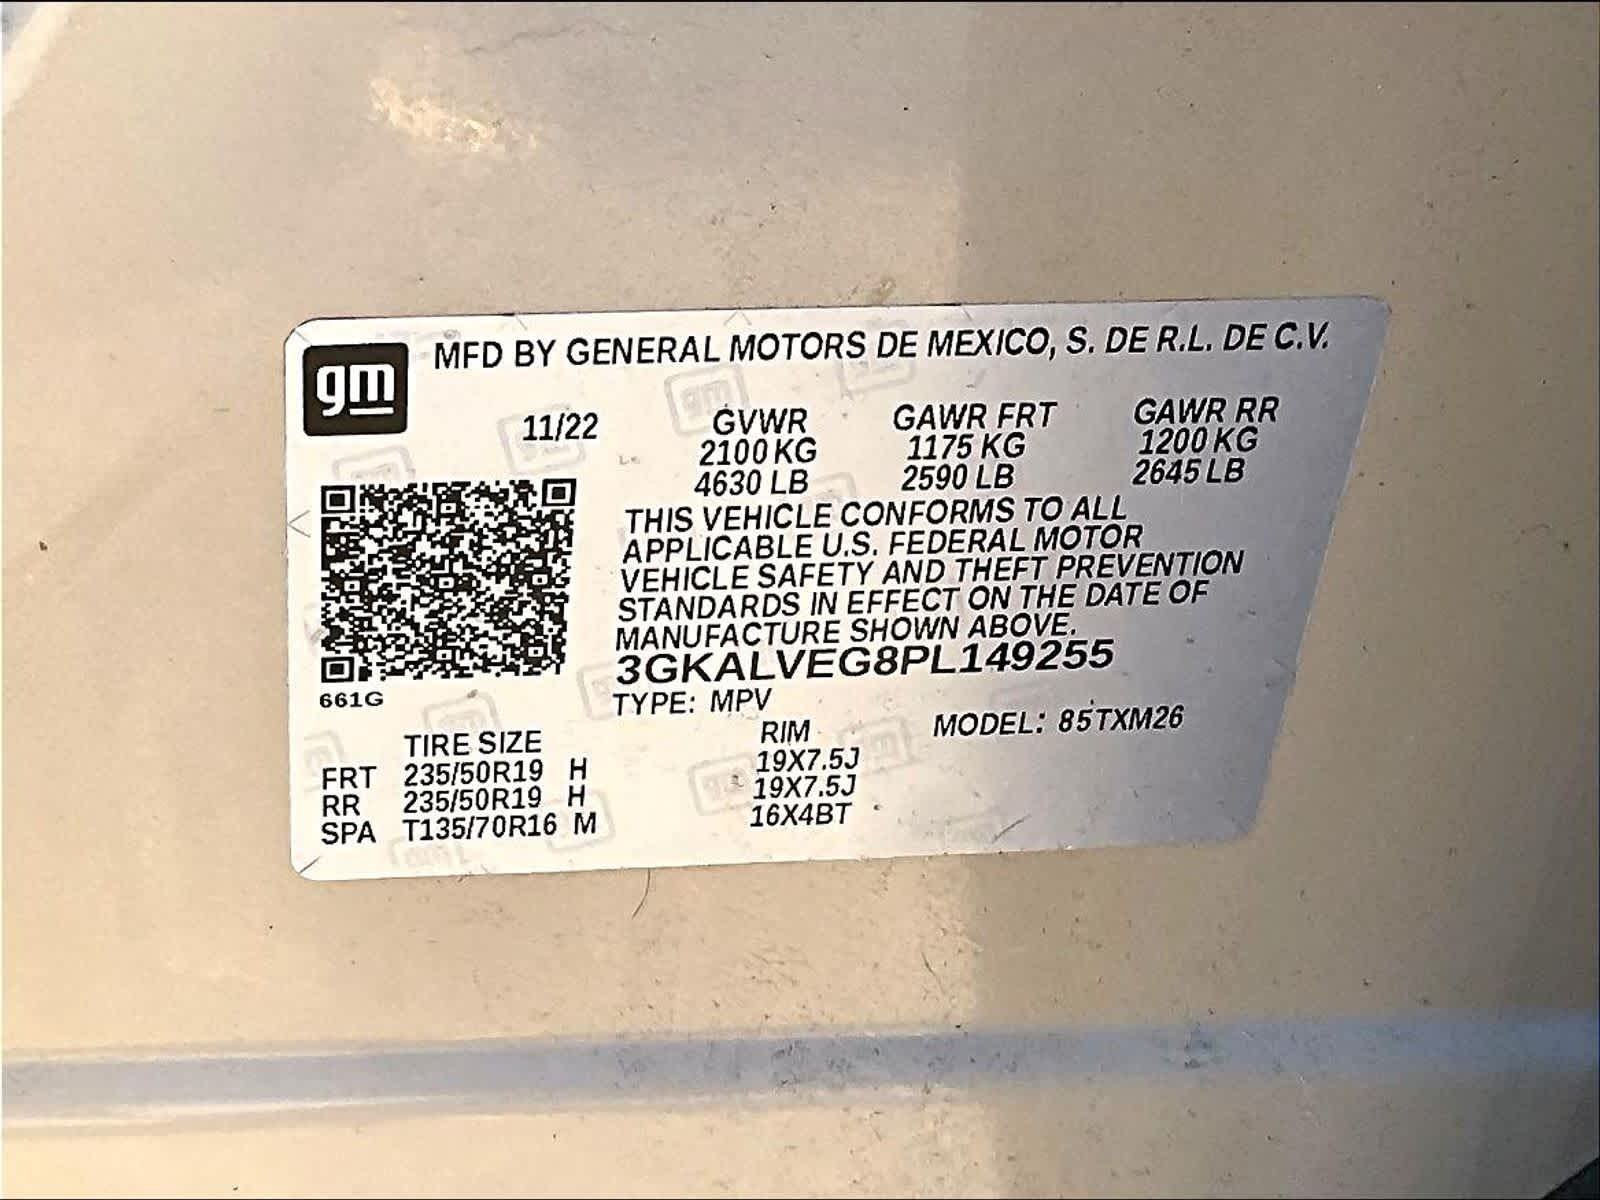 gm
MFD BY GENERAL MOTORS DE MEXICO, S. DE R.L. DE C.V.
11/22 GVWR GAWR FRT GAWR RR
2100 KG 1175 KG 1200 KG
4630 LB 2590 LB 2645 LB
THIS VEHICLE CONFORMS TO ALL
APPLICABLE U.S. FEDERAL MOTOR
VEHICLE SAFETY AND THEFT PREVENTION
STANDARDS IN EFFECT ON THE DATE OF
MANUFACTURE SHOWN ABOVE.
3GKALVEG8PL149255
661G
TYPE: MPV MODEL: 85TXM26
TIRE SIZE RIM
FRT 235/50R19 H 19X7.5J
RR 235/50R19 H 19X7.5J
SPA T135/70R16 M 16X4BT